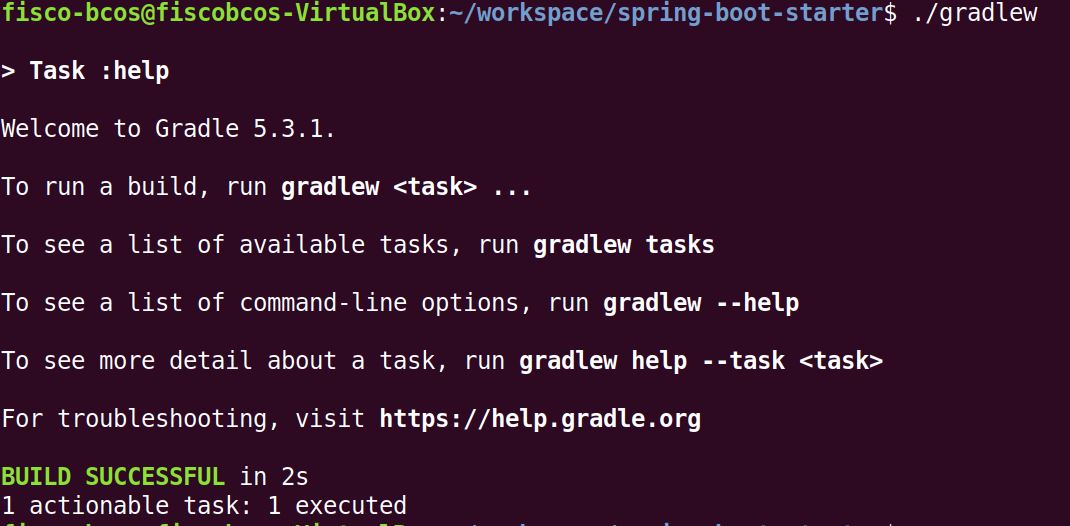 fisco-bcos@fiscobcos-VirtualBox:~/workspace/spring-boot-starter$ ./gradlew
> Task :help
Welcome to Gradle 5.3.1.
To run a build, run gradlew <task> ...
To see a list of available tasks, run gradlew tasks
To see a list of command-line options, run gradlew --help
To see more detail about a task, run gradlew help --task <task>
For troubleshooting, visit https://help.gradle.org
BUILD SUCCESSFUL in 2s
1 actionable task: 1 executed